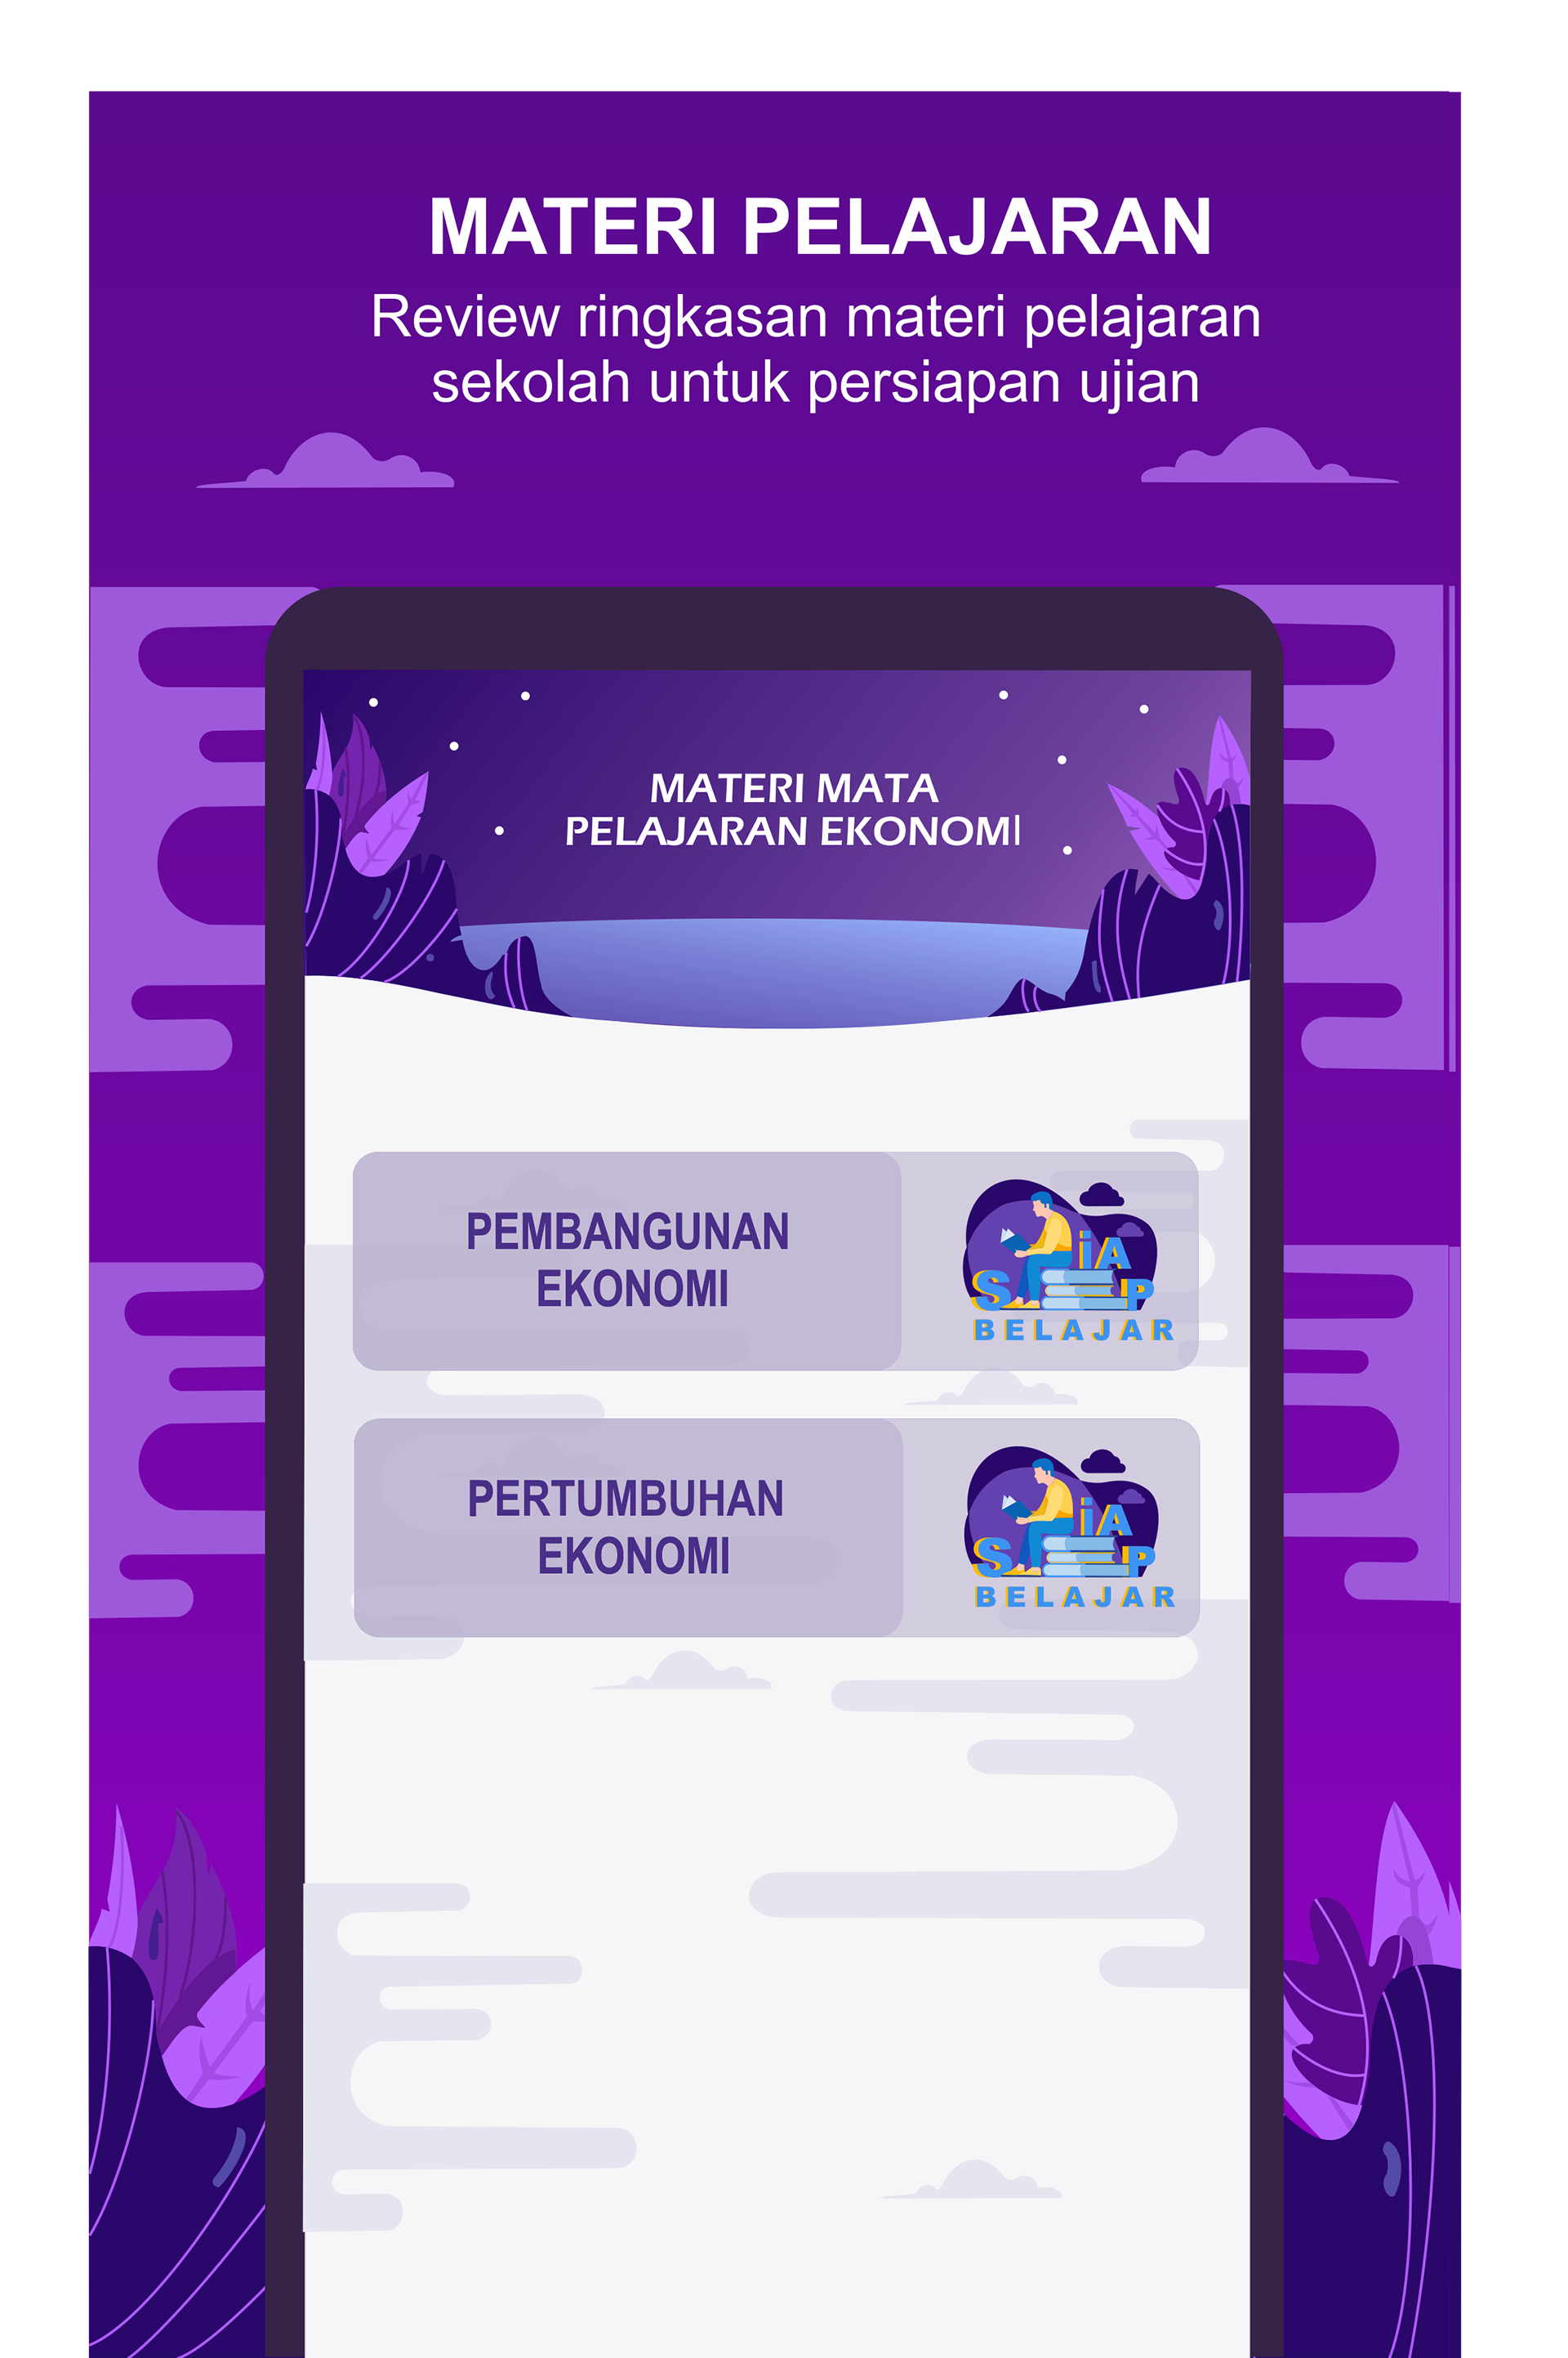 MATERI PELAJARAN
Review ringkasan materi pelajaran
sekolah untuk persiapan ujian
MATERI MATA
PELAJARAN EKONOMI
PEMBANGUNAN
EKONOMI
SiAP
BELAJAR
PERTUMBUHAN
EKONOMI
SiAP
BELAJAR